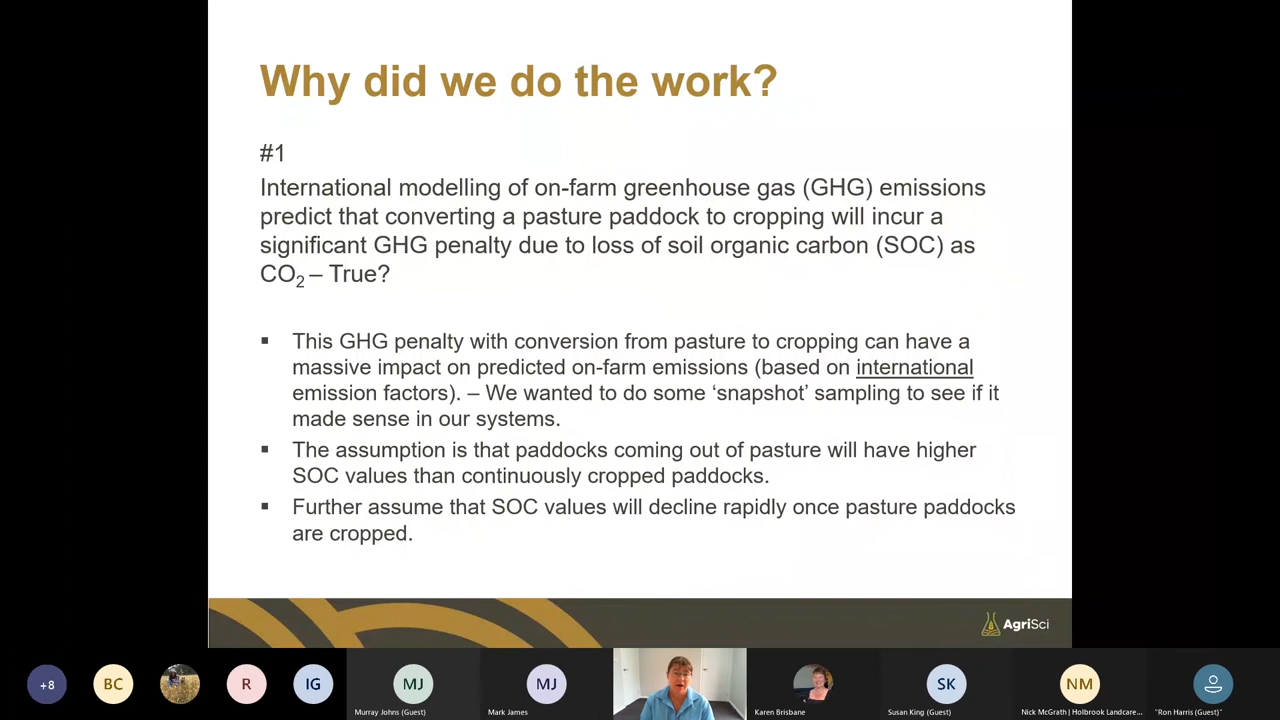 Why did we do the work?
#1
International modelling of on-farm greenhouse gas (GHG) emissions
predict that converting a pasture paddock to cropping will incur a
significant GHG penalty due to loss of soil organic carbon (SOC) as
CO₂ – True?
▪ This GHG penalty with conversion from pasture to cropping can have a
massive impact on predicted on-farm emissions (based on international
emission factors). – We wanted to do some ‘snapshot’ sampling to see if it
made sense in our systems.
▪ The assumption is that paddocks coming out of pasture will have higher
SOC values than continuously cropped paddocks.
▪ Further assume that SOC values will decline rapidly once pasture paddocks
are cropped.
AgriSci
+8
BC
R
IG
MJ
Murray Johns (Guest)
MJ
Mark James
Karen Brisbane
SK
Susan King (Guest)
NM
Nick McGrath | Holbrook Landcare...
"Ron Harris (Guest)"